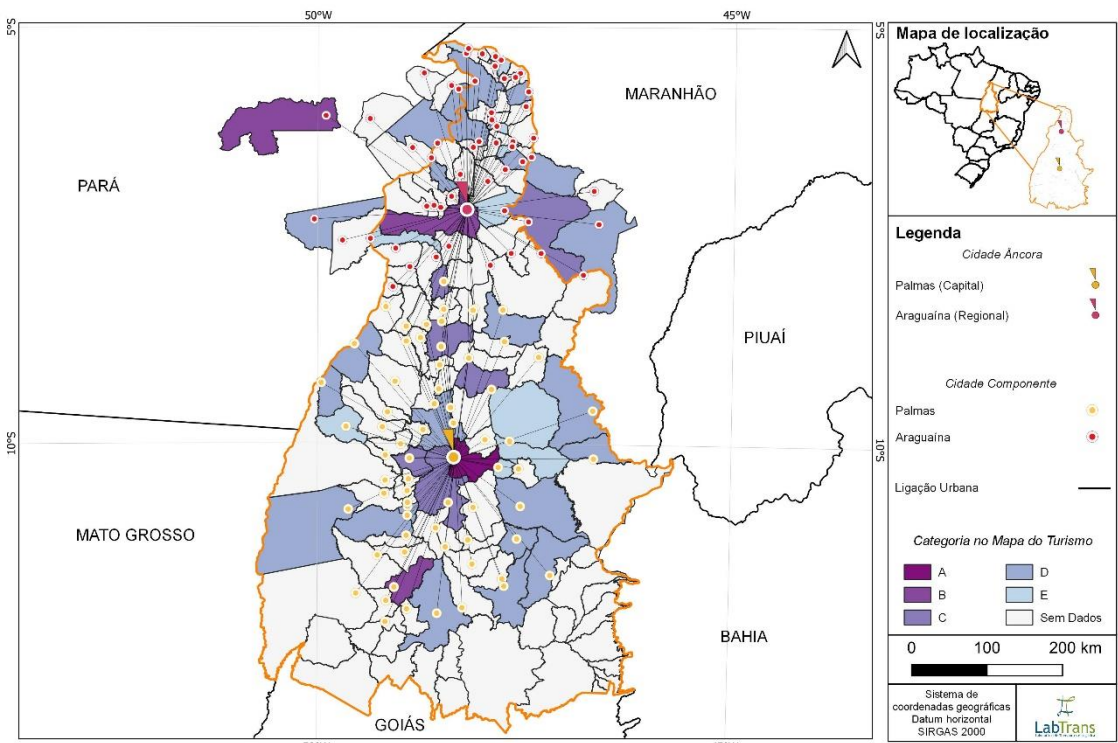 50°W
45°W
5°S
5°S
MARANHÃO
PARÁ
PIUAÍ
10°S
10°S
MATO GROSSO
BAHIA
GOIÁS
Mapa de localização
Legenda
Cidade Âncora
Palmas (Capital)
Araguaína (Regional)
Cidade Componente
Palmas
Araguaína
Ligação Urbana
Categoria no Mapa do Turismo
A
D
B
E
C
Sem Dados
0 100 200 km
Sistema de
coordenadas geográficas
Datum horizontal
SIRGAS 2000
LabTrans